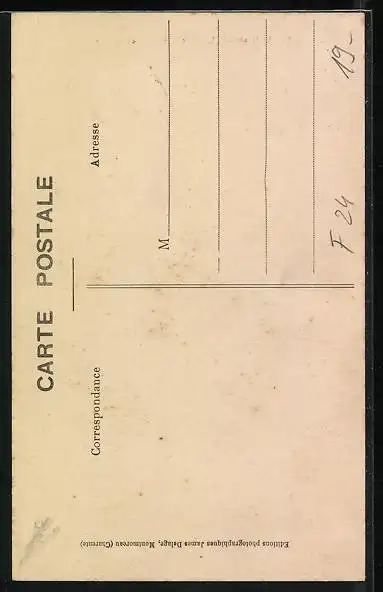 CARTE POSTALE
Correspondance
Adresse
M
F 24
19-
Editions photographiques James Delage, Montmoreau (Charente)